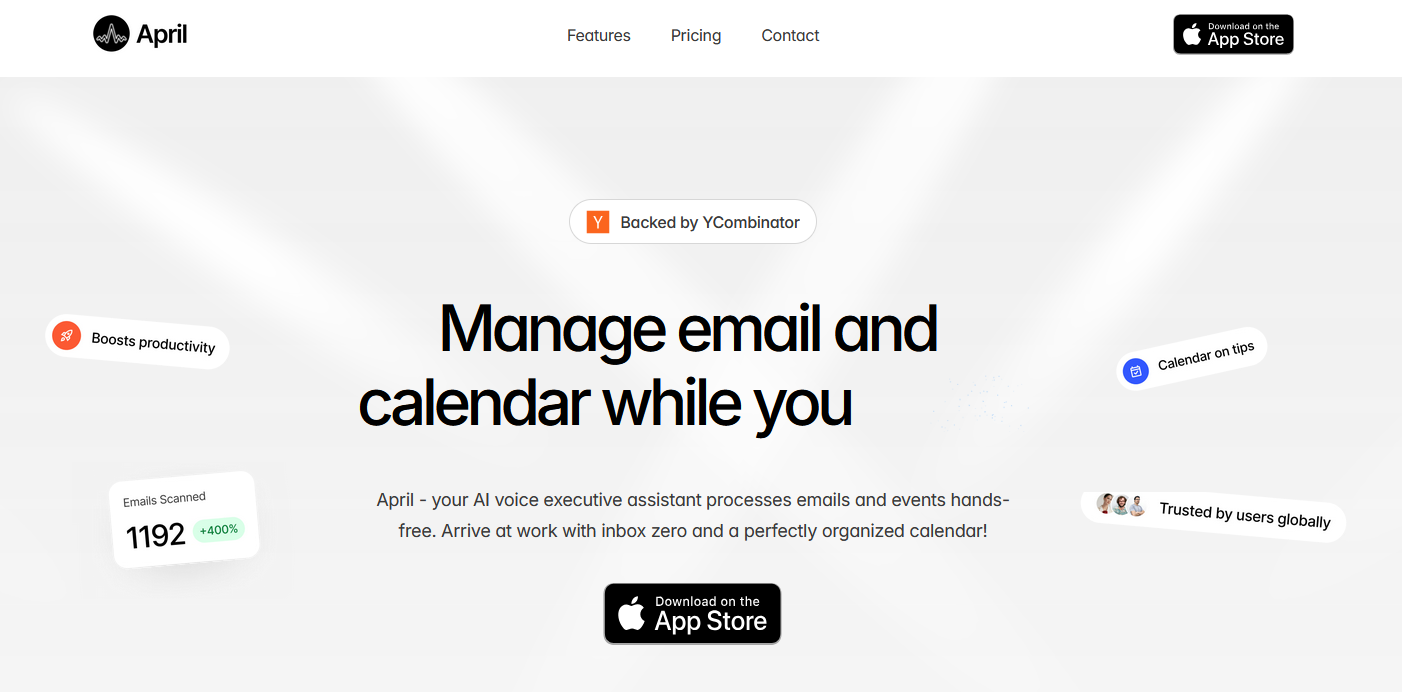 April
Features
Pricing
Contact
Download on the
App Store
Y
Backed by YCombinator
Manage email and
calendar while you
Boosts productivity
Calendar on tips
Emails Scanned
1192
+400%
Trusted by users globally
April - your AI voice executive assistant processes emails and events hands-
free. Arrive at work with inbox zero and a perfectly organized calendar!
Download on the
App Store